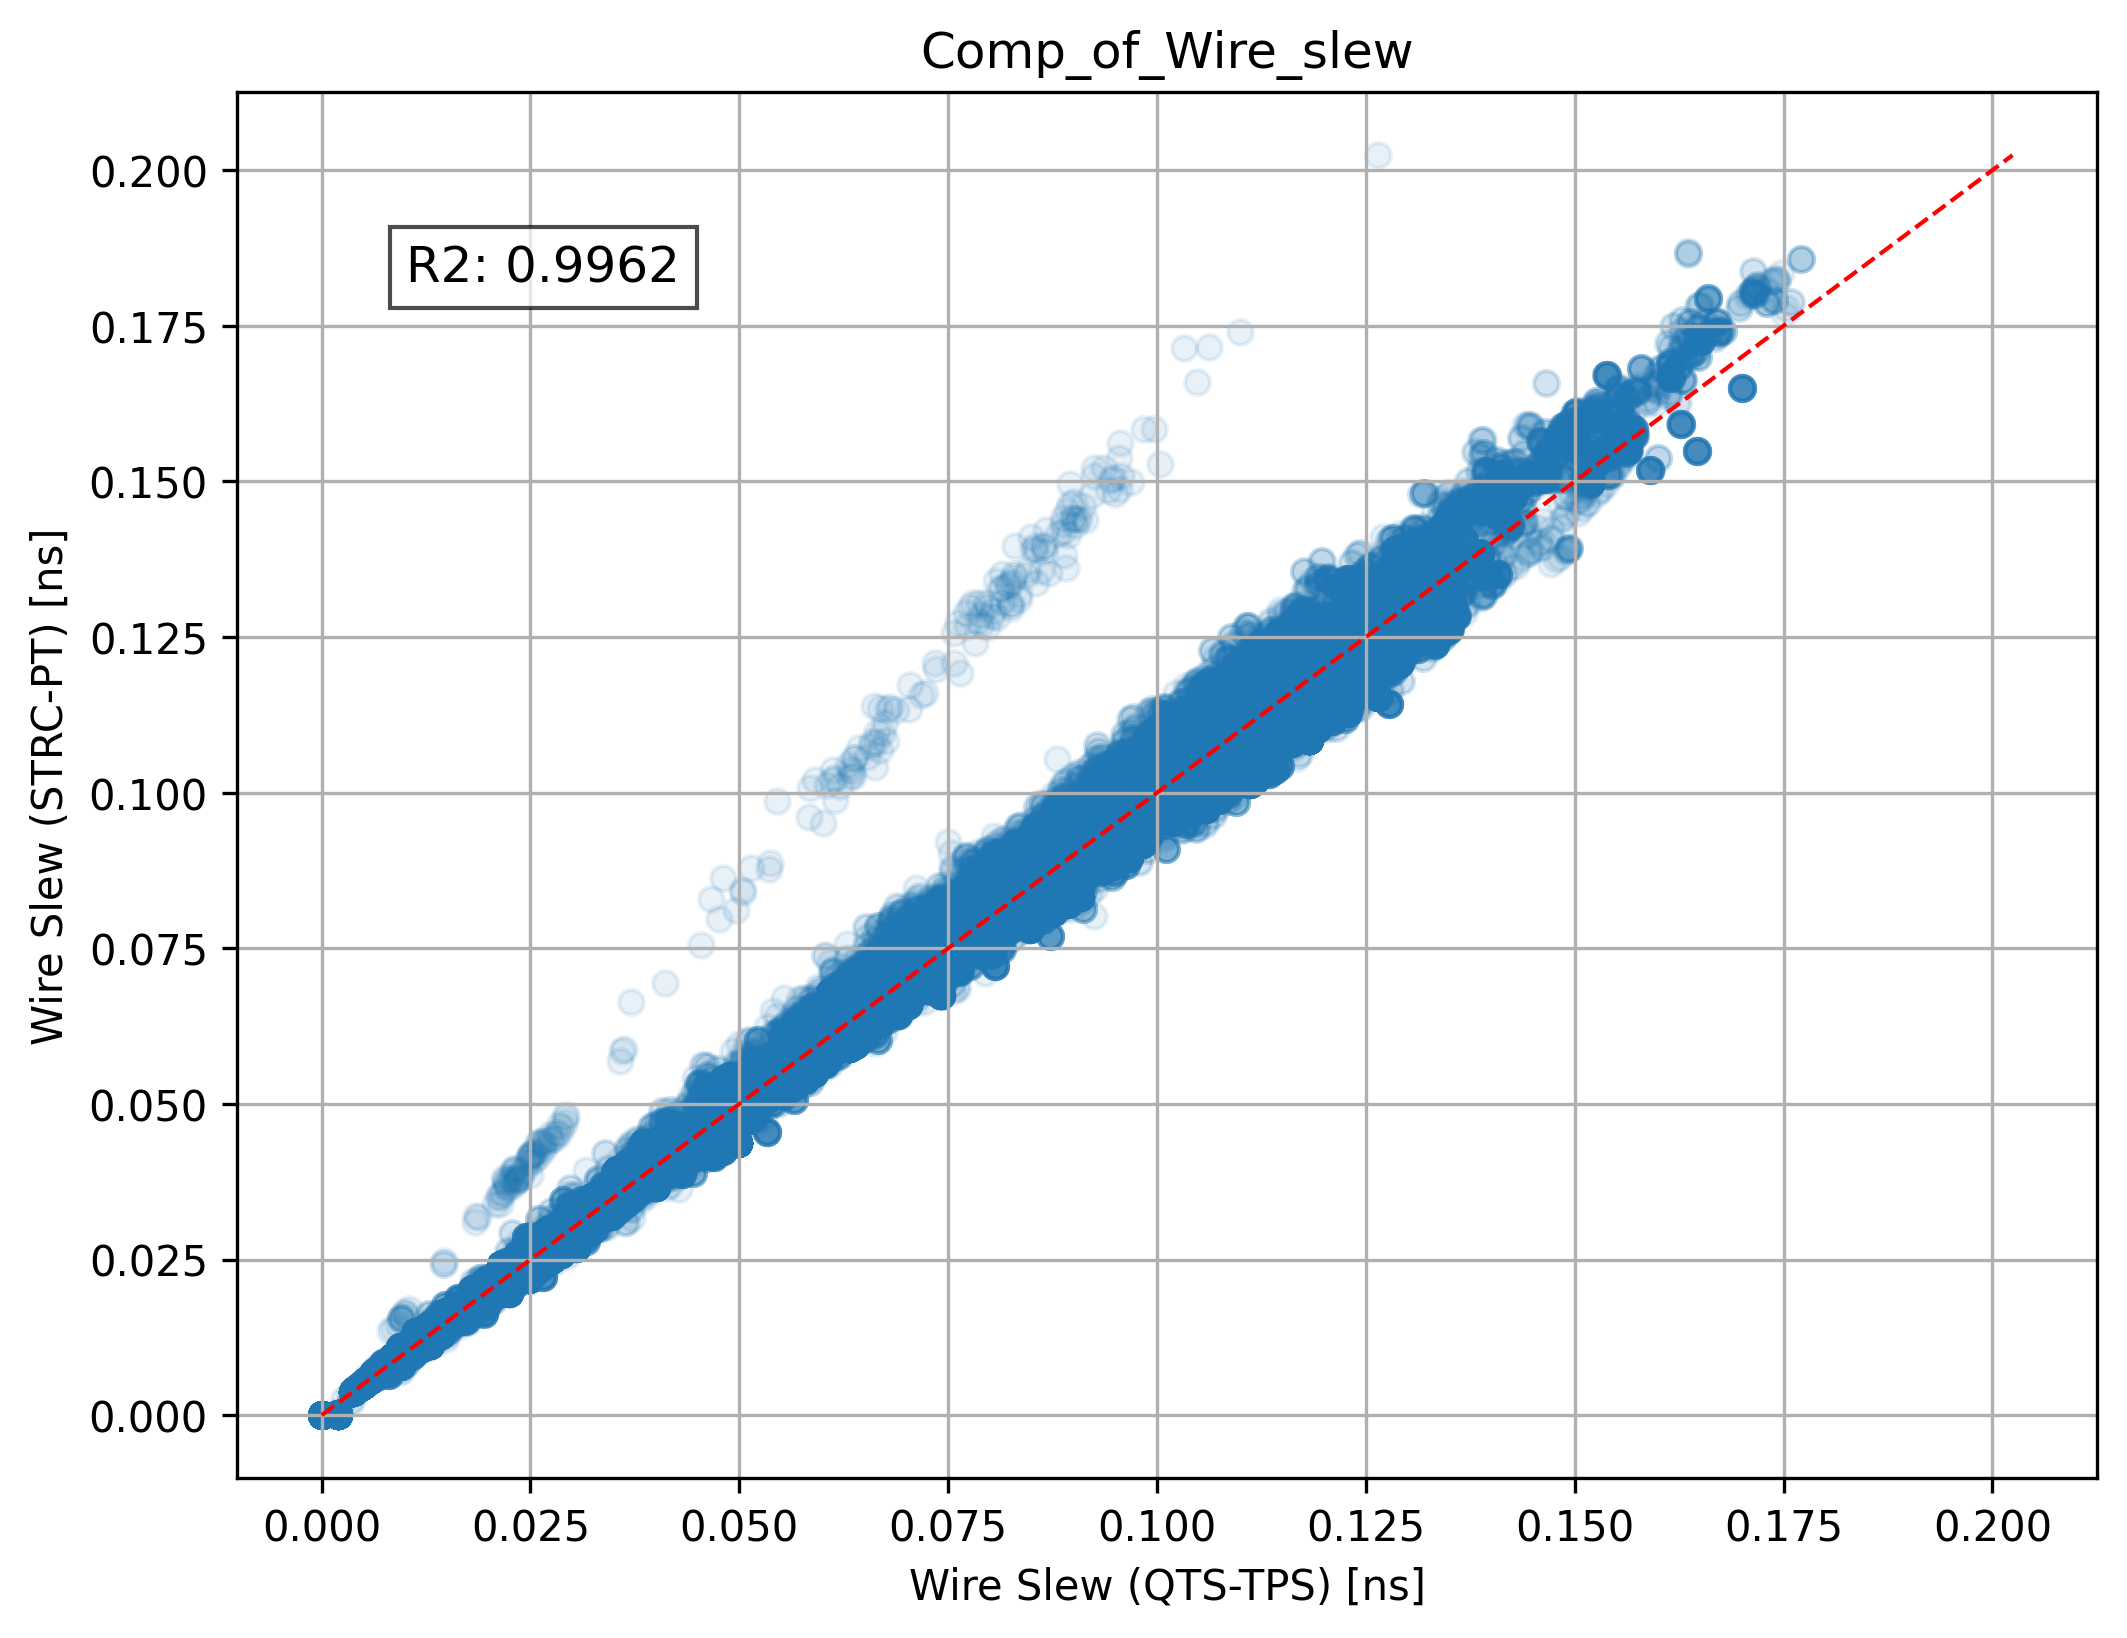 Comp_of_Wire_slew
R2: 0.9962
Wire Slew (STRC-PT) [ns]
0.200
0.175
0.150
0.125
0.100
0.075
0.050
0.025
0.000
0.000 0.025 0.050 0.075 0.100 0.125 0.150 0.175 0.200
Wire Slew (QTS-TPS) [ns]